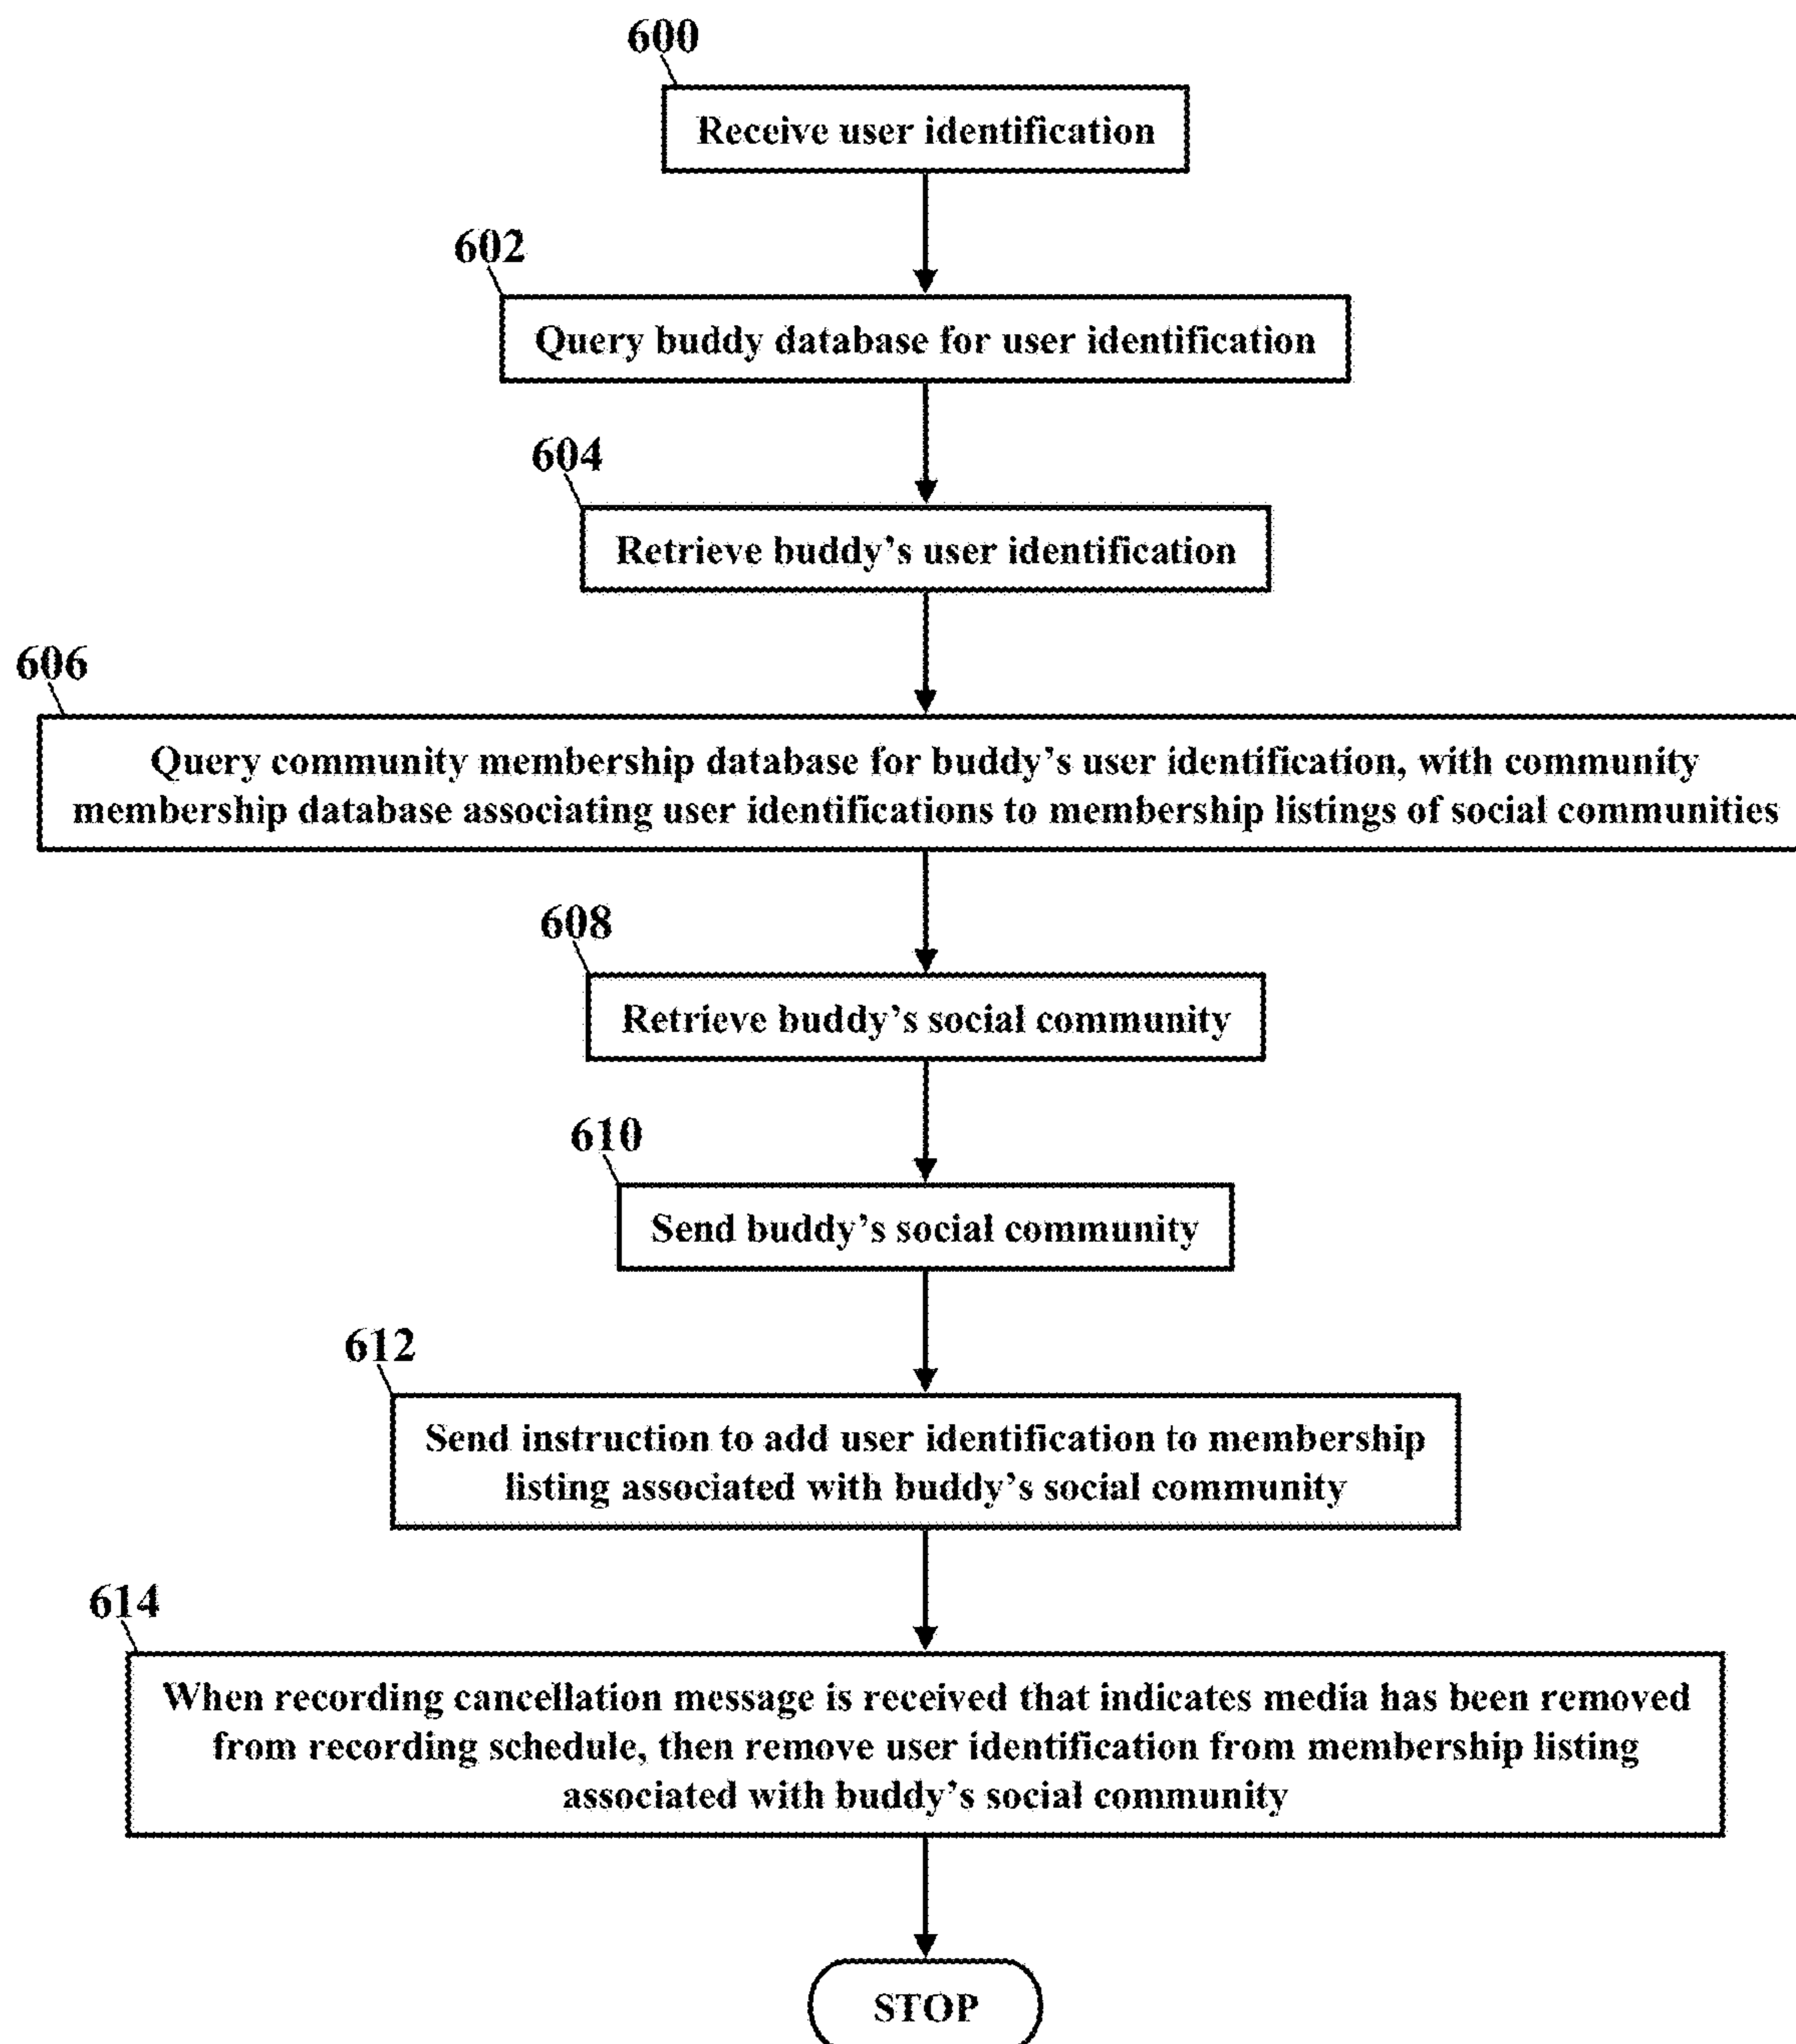 600
Receive user identification
602
Query buddy database for user identification
604
Retrieve buddy’s user identification
606
Query community membership database for buddy’s user identification, with community
membership database associating user identifications to membership listings of social communities
608
Retrieve buddy’s social community
610
Send buddy’s social community
612
Send instruction to add user identification to membership
listing associated with buddy’s social community
614
When recording cancellation message is received that indicates media has been removed
from recording schedule, then remove user identification from membership listing
associated with buddy’s social community
STOP